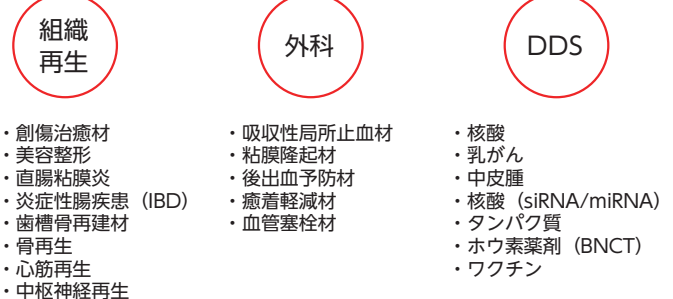 組織
再生
・創傷治癒材
・美容整形
・直腸粘膜炎
・炎症性腸疾患（IBD）
・歯槽骨再建材
・骨再生
・心筋再生
・中枢神経再生
外科
・吸収性局所止血材
・粘膜隆起材
・後出血予防材
・癒着軽減材
・血管塞栓材
DDS
・核酸
・乳がん
・中皮腫
・核酸（siRNA/miRNA）
・タンパク質
・ホウ素薬剤（BNCT）
・ワクチン